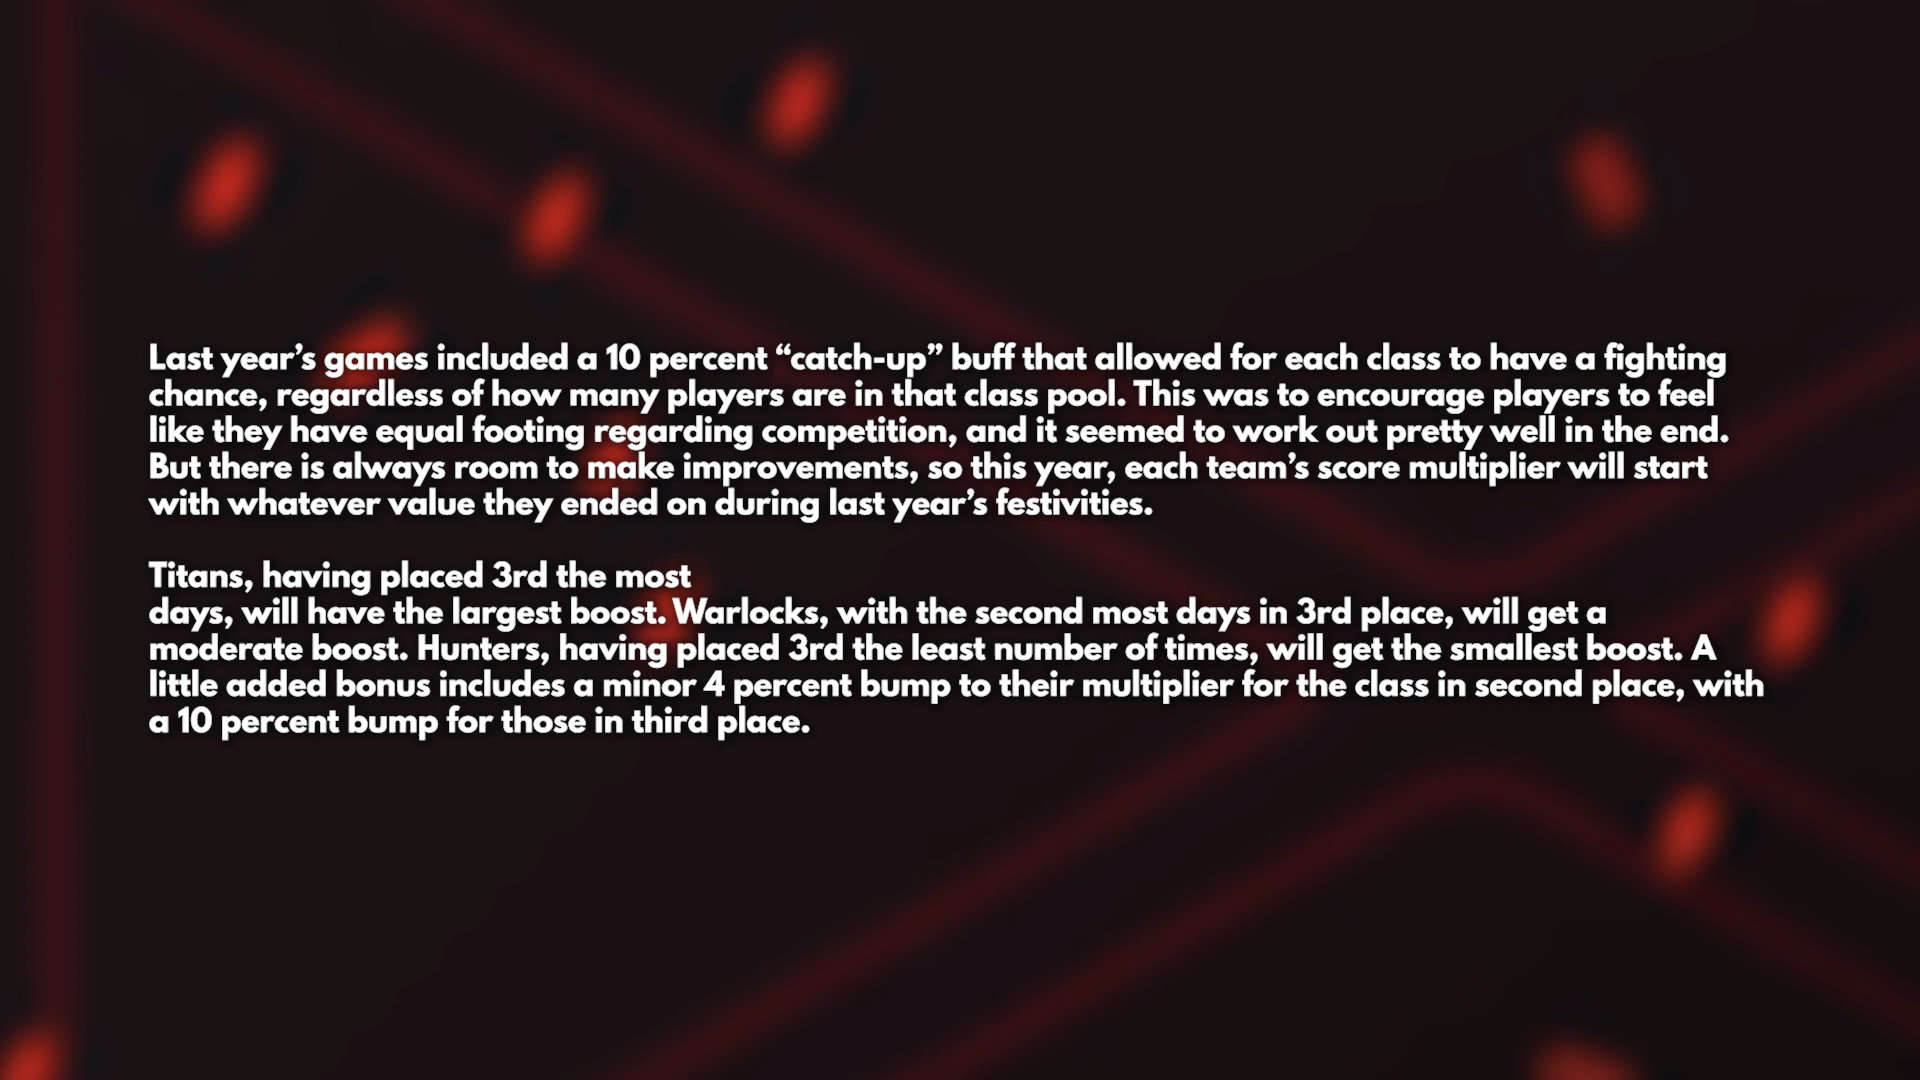 Last year’s games included a 10 percent “catch-up” buff that allowed for each class to have a fighting
chance, regardless of how many players are in that class pool. This was to encourage players to feel
like they have equal footing regarding competition, and it seemed to work out pretty well in the end.
But there is always room to make improvements, so this year, each team’s score multiplier will start
with whatever value they ended on during last year’s festivities.
Titans, having placed 3rd the most
days, will have the largest boost. Warlocks, with the second most days in 3rd place, will get a
moderate boost. Hunters, having placed 3rd the least number of times, will get the smallest boost. A
little added bonus includes a minor 4 percent bump to their multiplier for the class in second place, with
a 10 percent bump for those in third place.